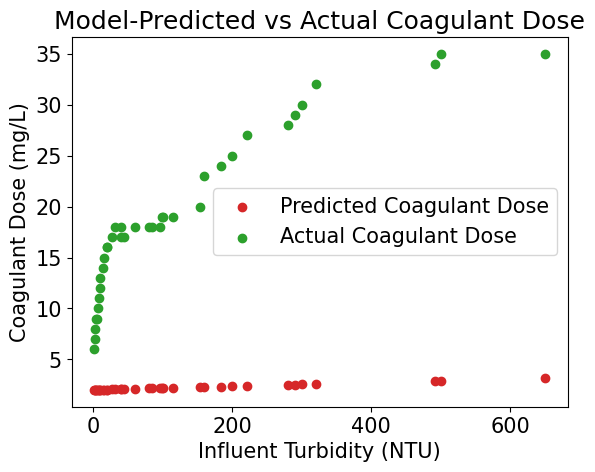 Model-Predicted vs Actual Coagulant Dose
Coagulant Dose (mg/L)
35
30
25
20
15
10
5
Predicted Coagulant Dose
Actual Coagulant Dose
0 200 400 600
Influent Turbidity (NTU)